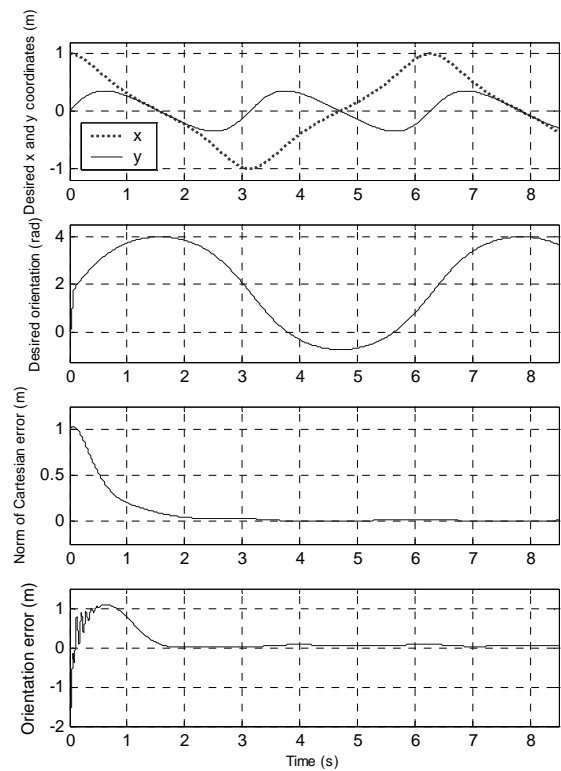 Desired x and y coordinates (m)
1
0
-1
x
y
0 1 2 3 4 5 6 7 8
Desired orientation (rad)
4
2
0
0 1 2 3 4 5 6 7 8
Norm of Cartesian error (m)
1
0.5
0
0 1 2 3 4 5 6 7 8
Orientation error (m)
1
0
-1
-2
0 1 2 3 4 5 6 7 8
Time (s)